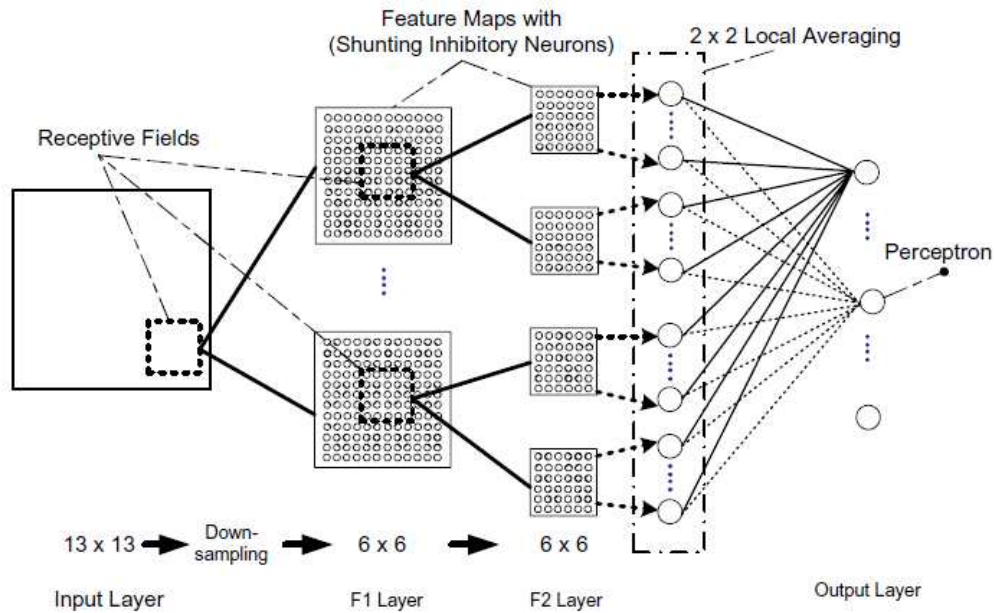 Feature Maps with
(Shunting Inhibitory Neurons)
2 x 2 Local Averaging
Receptive Fields
Perceptron
13 x 13
Down-
sampling
6 x 6
6 x 6
Input Layer
F1 Layer
F2 Layer
Output Layer